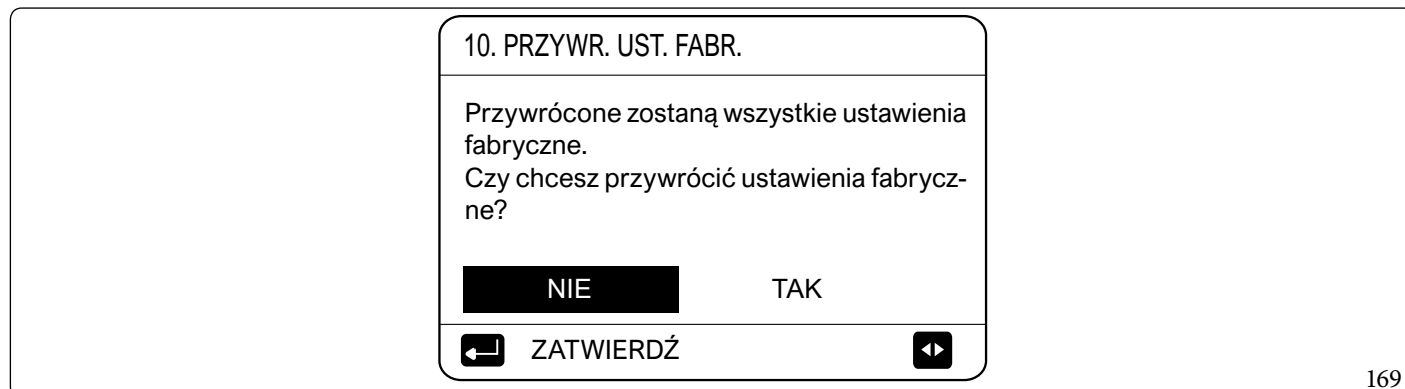 10. PRZYWR. UST. FABR.
Przywrócone zostaną wszystkie ustawienia
fabryczne.
Czy chcesz przywrócić ustawienia fabrycz-
ne?
NIE TAK
ZATWIERDŹ
169